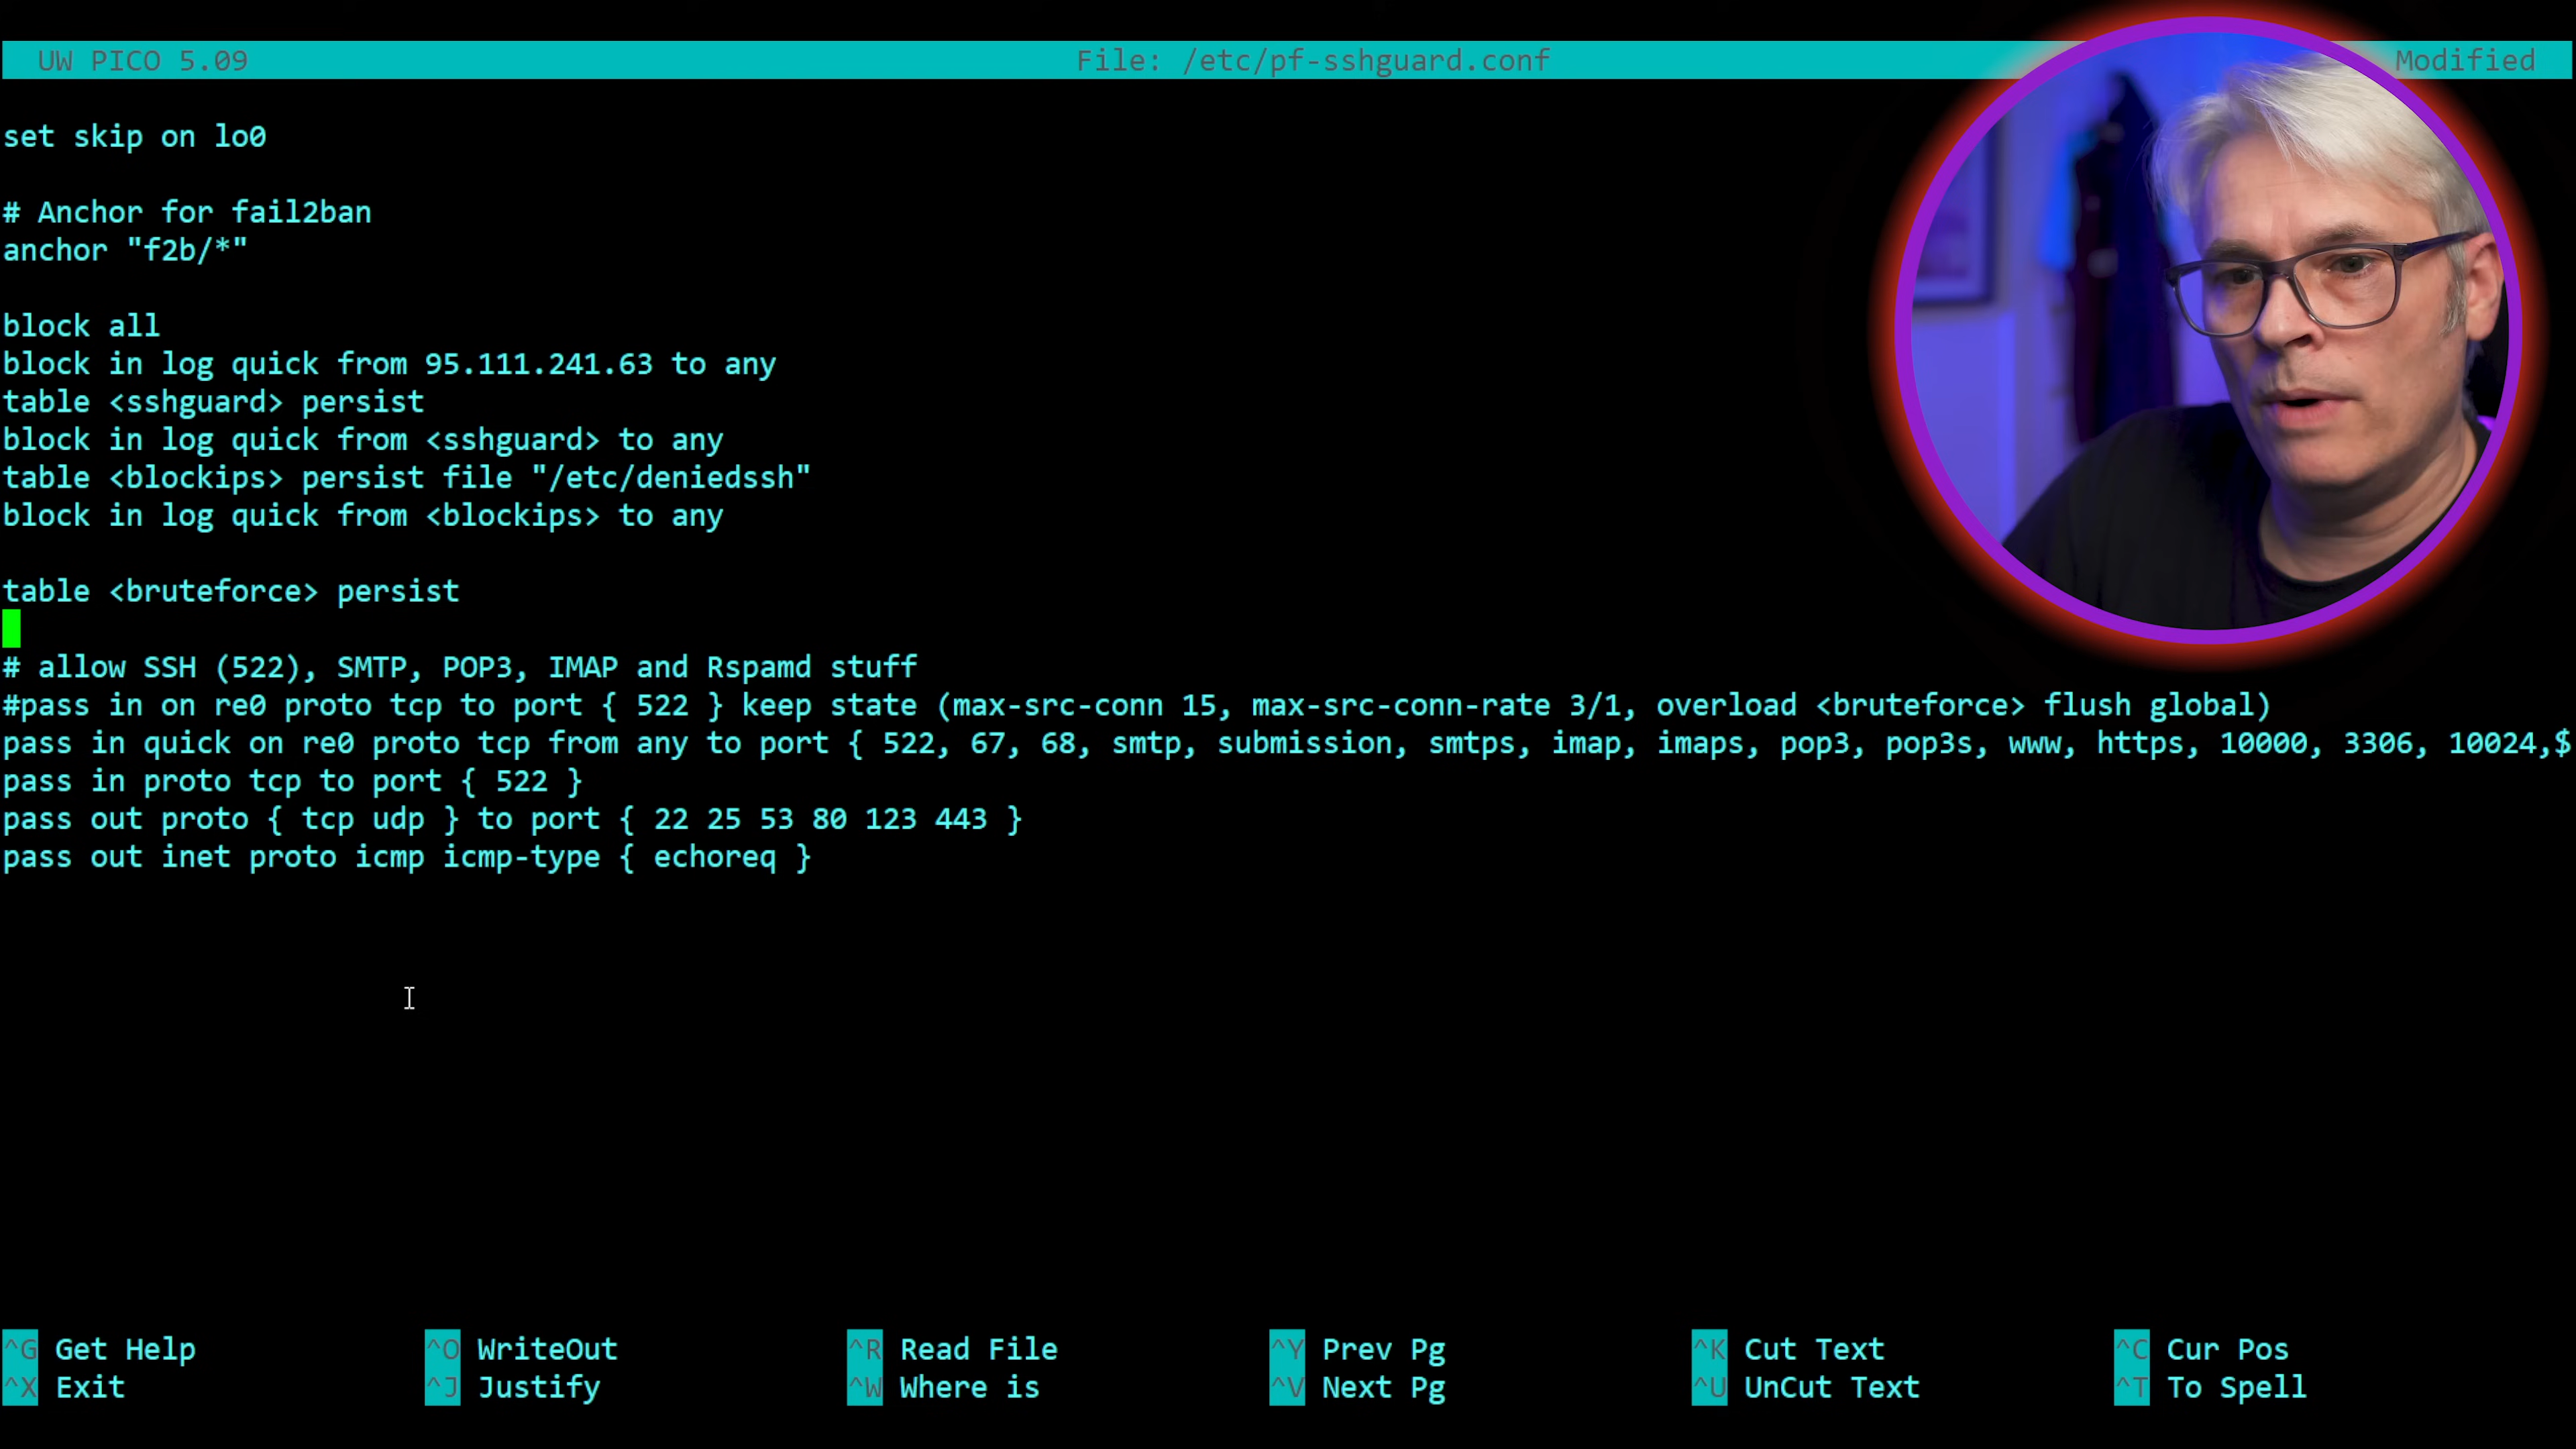 UW PICO 5.09 File: /etc/pf-sshguard.conf Modified
set skip on lo0
# Anchor for fail2ban
anchor "f2b/*"
block all
block in log quick from 95.111.241.63 to any
table <sshguard> persist
block in log quick from <sshguard> to any
table <blockips> persist file "/etc/deniedssh"
block in log quick from <blockips> to any
table <bruteforce> persist
# allow SSH (522), SMTP, POP3, IMAP and Rspamd stuff
#pass in on re0 proto tcp to port { 522 } keep state (max-src-conn 15, max-src-conn-rate 3/1, overload <bruteforce> flush global)
pass in quick on re0 proto tcp from any to port { 522, 67, 68, smtp, submission, smtps, imap, imaps, pop3, pop3s, www, https, 10000, 3306, 10024,$
pass in proto tcp to port { 522 }
pass out proto { tcp udp } to port { 22 25 53 80 123 443 }
pass out inet proto icmp icmp-type { echoreq }
^G Get Help ^O WriteOut ^R Read File ^Y Prev Pg ^K Cut Text ^C Cur Pos
^X Exit ^J Justify ^W Where is ^V Next Pg ^U UnCut Text ^T To Spell